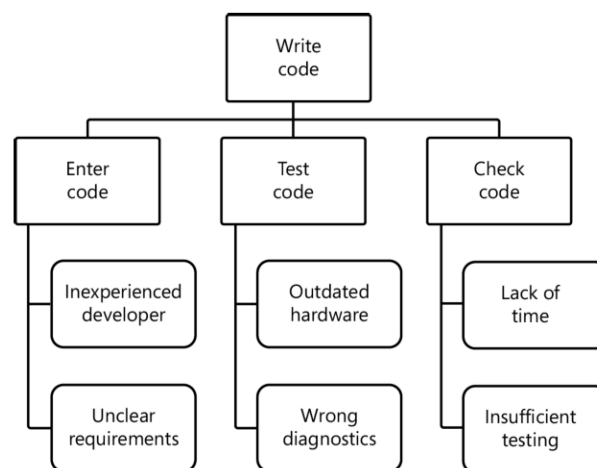 Write
code
Enter
code
Test
code
Check
code
Inexperienced
developer
Outdated
hardware
Lack of
time
Unclear
requirements
Wrong
diagnostics
Insufficient
testing